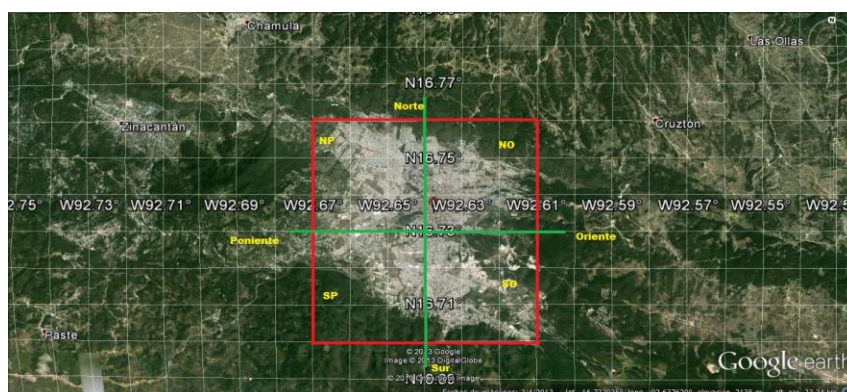 Chamula
Las Ollas
N16.77°
Norte
Zinacantán
Cruztón
NP
NO
N16.75°
W92.73° W92.71° W92.69° W92.67° W92.65° W92.63° W92.61° W92.59° W92.57° W92.55°
Poniente
N16.73°
Oriente
SP
SO
N16.71°
Paste
© 2013 Google
Image © 2013 DigitalGlobe
Sur
Google earth